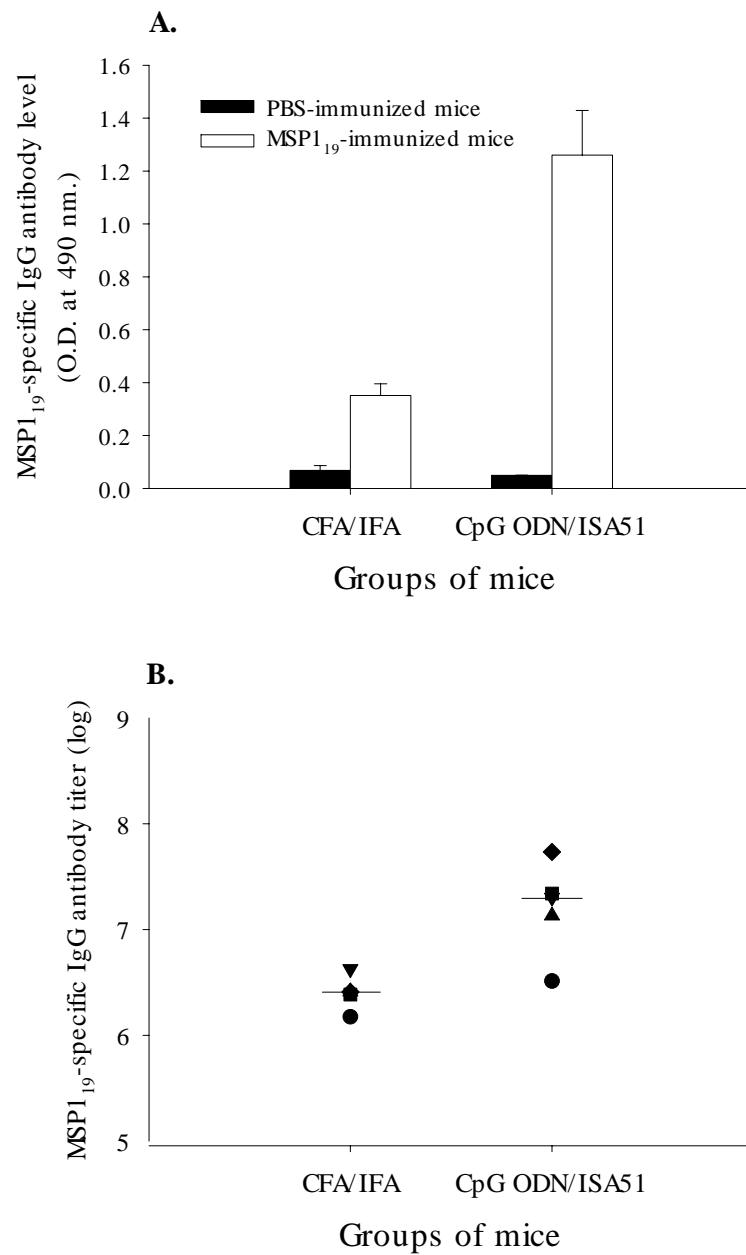 A.
MSP1₁₉-specific IgG antibody level
(O.D. at 490 nm.)
1.6
1.4
1.2
1.0
0.8
0.6
0.4
0.2
0.0
PBS-immunized mice
MSP1₁₉-immunized mice
CFA/IFA
CpG ODN/ISA51
Groups of mice
B.
MSP1₁₉-specific IgG antibody titer (log)
9
8
7
6
5
CFA/IFA
CpG ODN/ISA51
Groups of mice